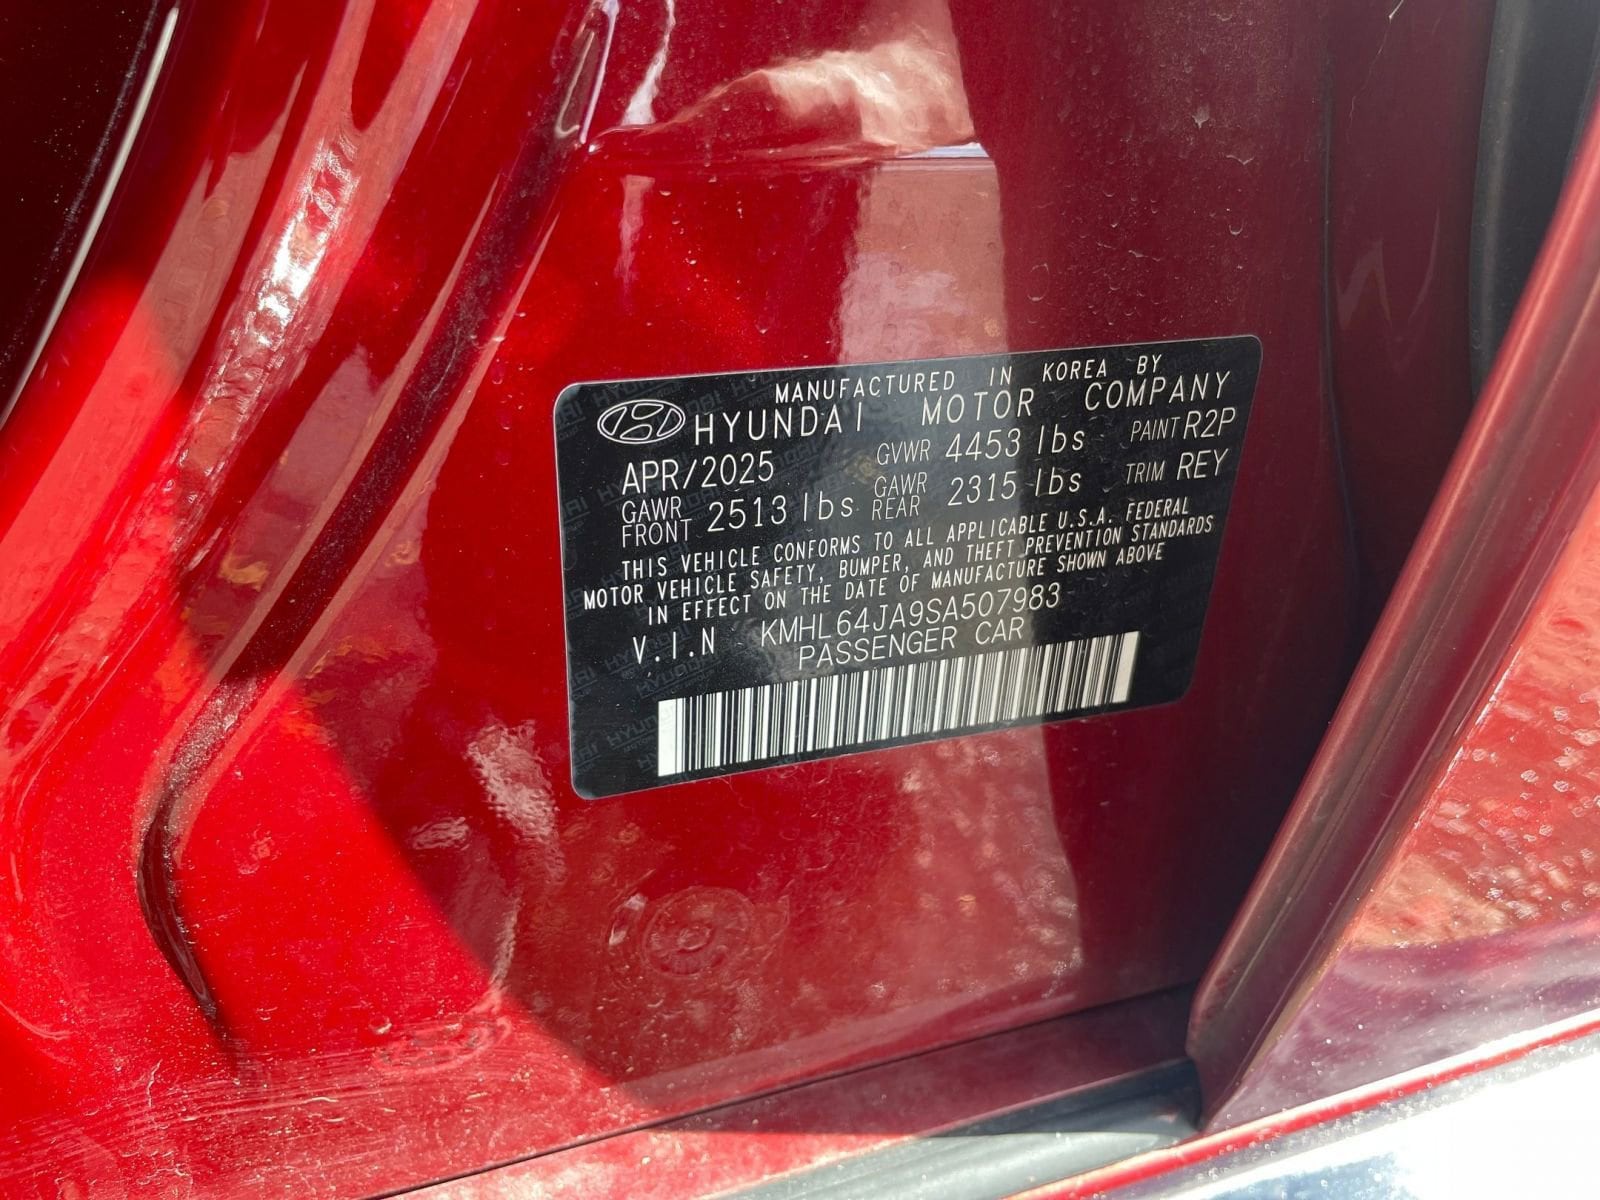 MANUFACTURED IN KOREA BY
HYUNDAI MOTOR COMPANY
APR/2025 GVWR 4453 lbs PAINT R2P
GAWR FRONT 2513 lbs GAWR REAR 2315 lbs TRIM REY
THIS VEHICLE CONFORMS TO ALL APPLICABLE U.S.A. FEDERAL
MOTOR VEHICLE SAFETY, BUMPER, AND THEFT PREVENTION STANDARDS
IN EFFECT ON THE DATE OF MANUFACTURE SHOWN ABOVE
V.I.N KMHL64JA9SA507983
PASSENGER CAR